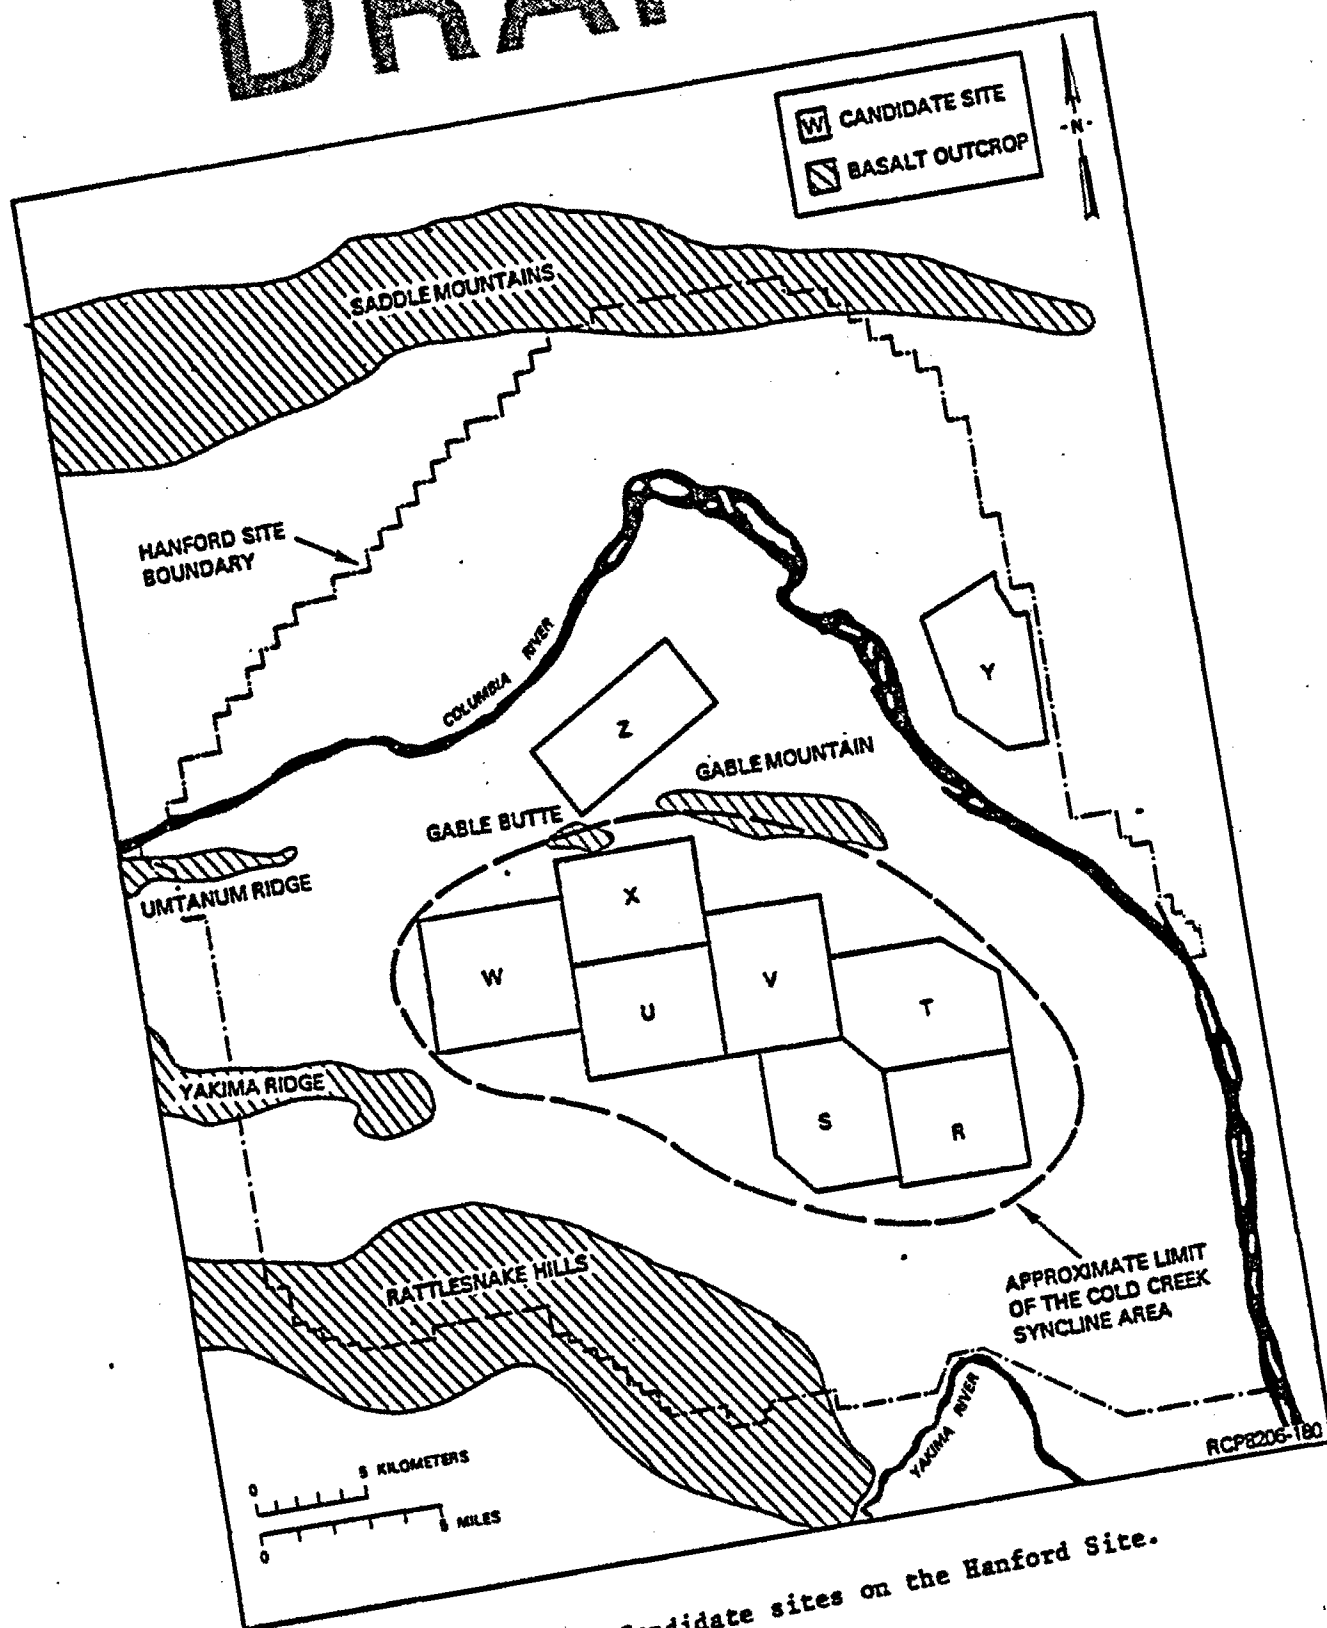 W CANDIDATE SITE
BASALT OUTCROP
-N-
SADDLE MOUNTAINS
HANFORD SITE
BOUNDARY
COLUMBIA RIVER
Y
Z
GABLE MOUNTAIN
GABLE BUTTE
UMTANUM RIDGE
X
W
U
V
T
YAKIMA RIDGE
S
R
RATTLESNAKE HILLS
APPROXIMATE LIMIT
OF THE COLD CREEK
SYNCLINE AREA
YAKIMA RIVER
RCP8206-180
0 5 KILOMETERS
0 5 MILES
sites on the Hanford Site.